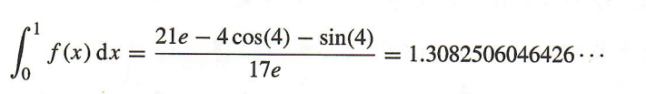 ∫₀¹ f(x) dx = (21e − 4 cos(4) − sin(4)) / 17e = 1.3082506046426 ···